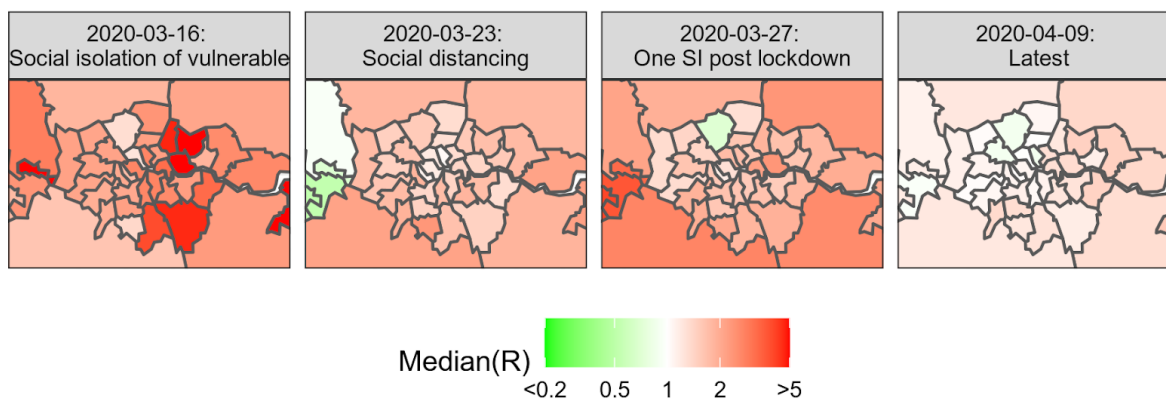 2020-03-16:
Social isolation of vulnerable
2020-03-23:
Social distancing
2020-03-27:
One SI post lockdown
2020-04-09:
Latest
Median(R)
<0.2 0.5 1 2 >5